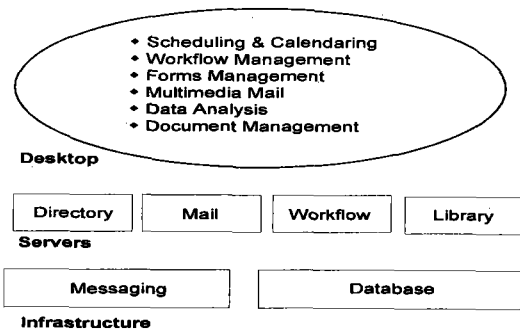 ♦ Scheduling & Calendaring
♦ Workflow Management
♦ Forms Management
♦ Multimedia Mail
♦ Data Analysis
♦ Document Management
Desktop
Directory Mail Workflow Library
Servers
Messaging Database
Infrastructure